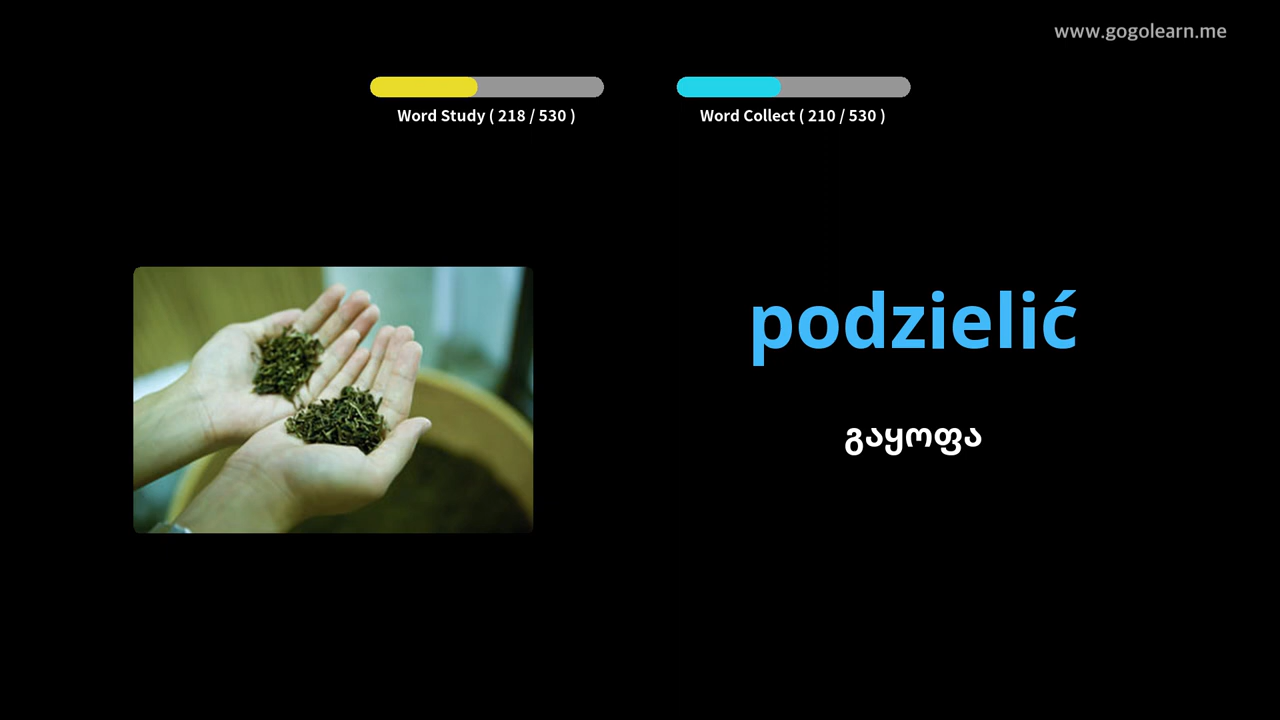 www.gogolearn.me
Word Study ( 218 / 530 )
Word Collect ( 210 / 530 )
podzielić
გაყოფა